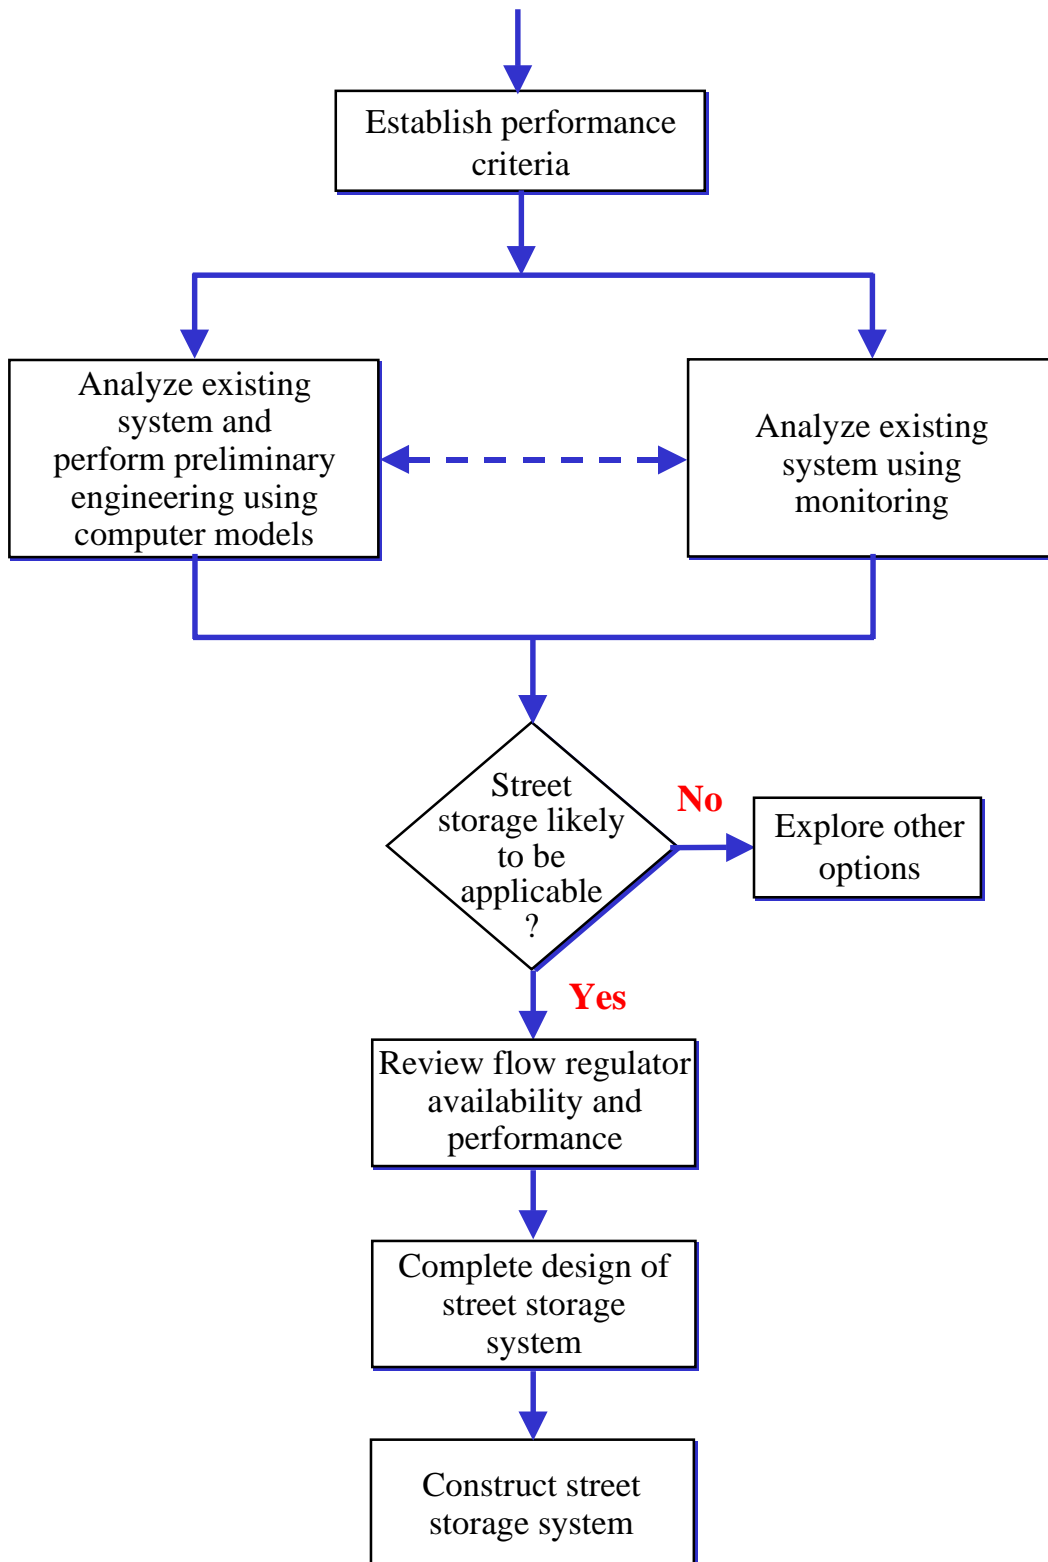 Establish performance
criteria
Analyze existing
system and
perform preliminary
engineering using
computer models
Analyze existing
system using
monitoring
Street
storage likely
to be
applicable
?
No
Explore other
options
Yes
Review flow regulator
availability and
performance
Complete design of
street storage
system
Construct street
storage system